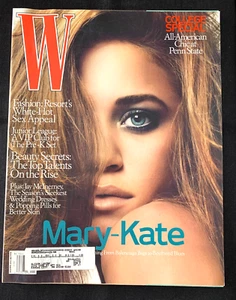 W
COLLEGE
SPECIAL
All-American
Chic at
Penn State
Fashion: Resort's
White-Hot
Sex Appeal
Junior League:
A VIP Club for
The Pre-K Set
Beauty Secrets:
The Top Talents
On the Rise
Plus: Jay McInerney,
The Season's Sleekest
Wedding Dresses
& Popping Pills for
Better Skin
Mary-Kate